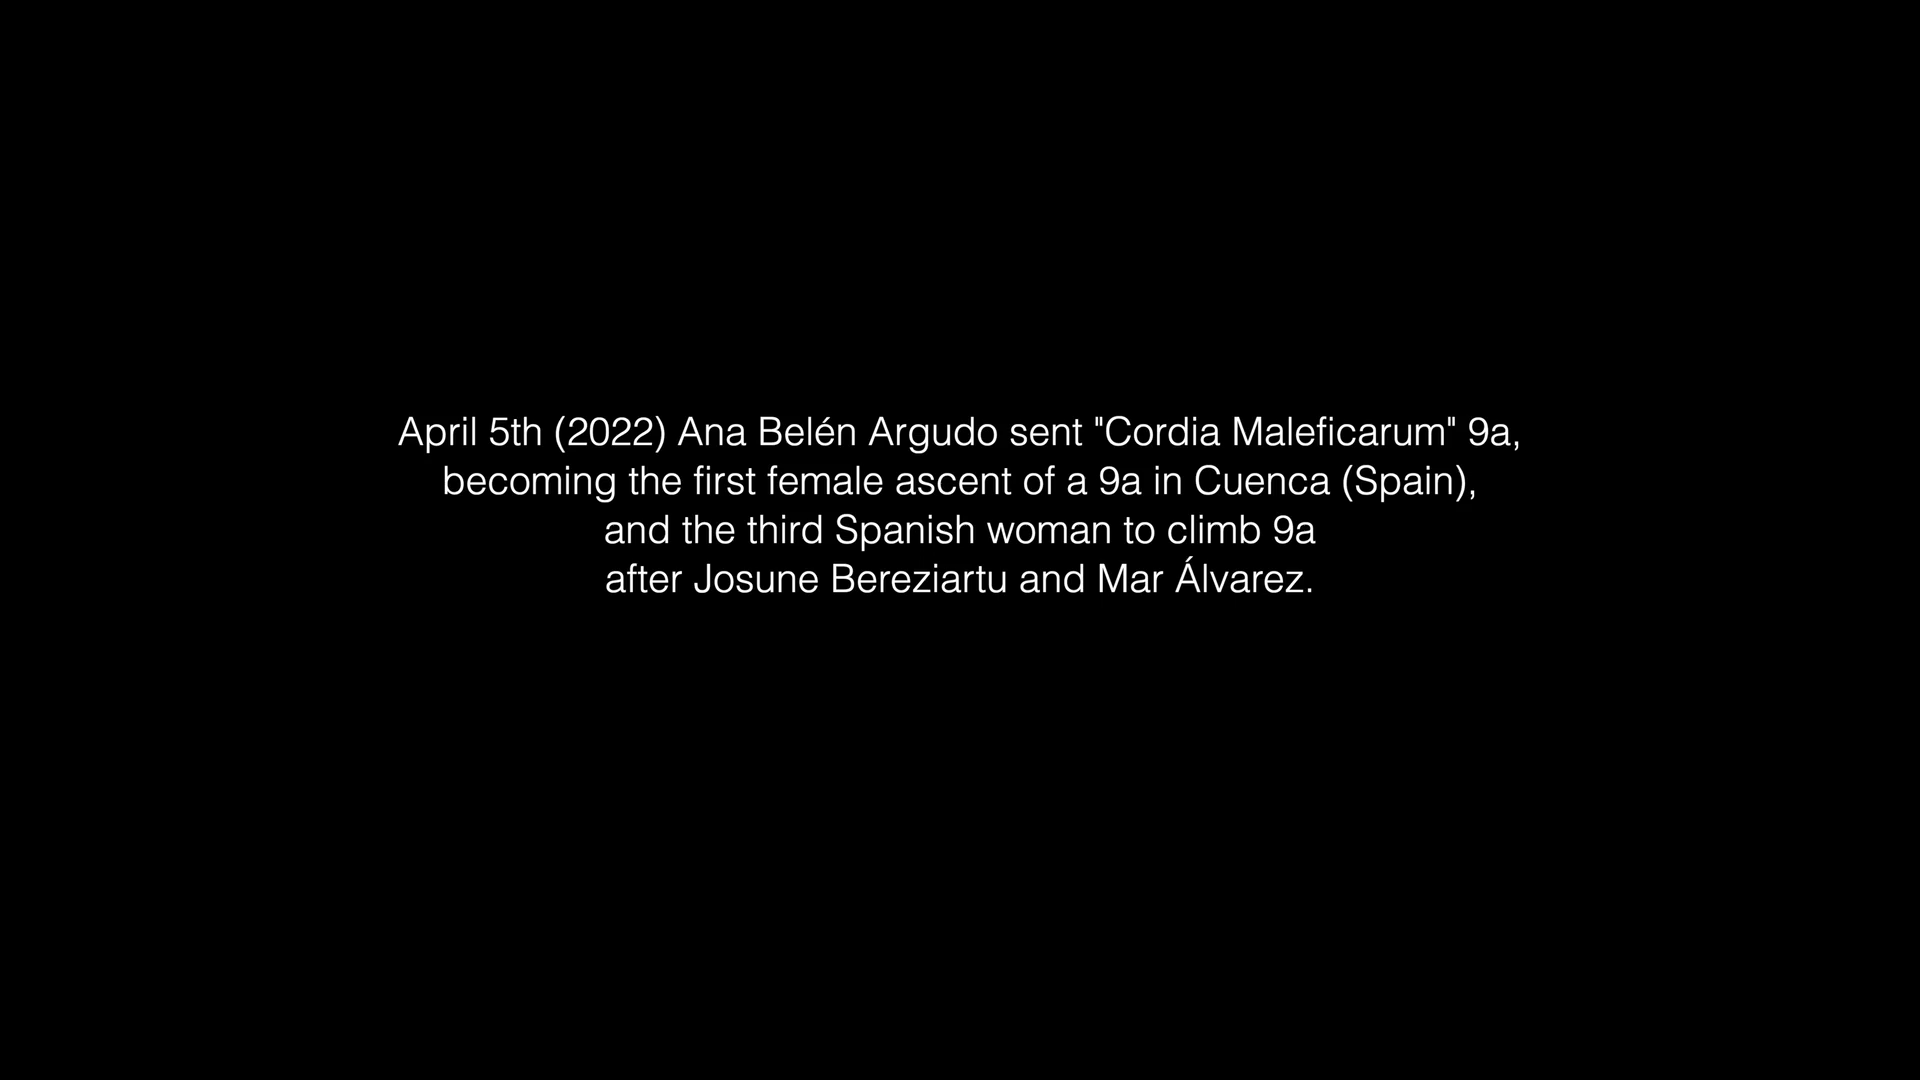 April 5th (2022) Ana Belén Argudo sent "Cordia Maleficarum" 9a,
becoming the first female ascent of a 9a in Cuenca (Spain),
and the third Spanish woman to climb 9a
after Josune Bereziartu and Mar Álvarez.